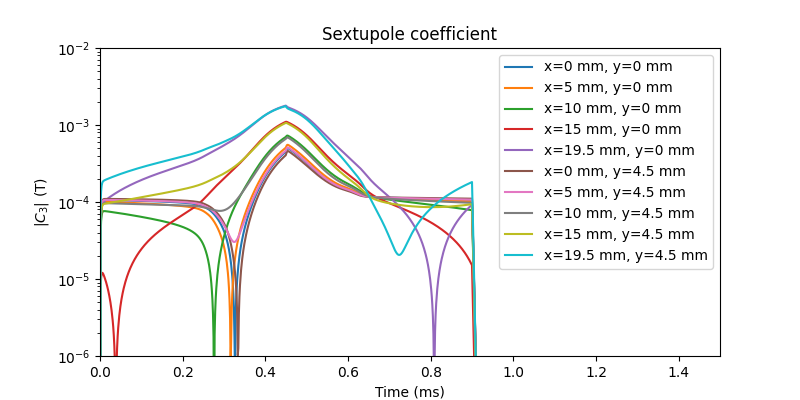 Sextupole coefficient
|C₃| (T)
10⁻²
10⁻³
10⁻⁴
10⁻⁵
10⁻⁶
x=0 mm, y=0 mm
x=5 mm, y=0 mm
x=10 mm, y=0 mm
x=15 mm, y=0 mm
x=19.5 mm, y=0 mm
x=0 mm, y=4.5 mm
x=5 mm, y=4.5 mm
x=10 mm, y=4.5 mm
x=15 mm, y=4.5 mm
x=19.5 mm, y=4.5 mm
0.0 0.2 0.4 0.6 0.8 1.0 1.2 1.4
Time (ms)